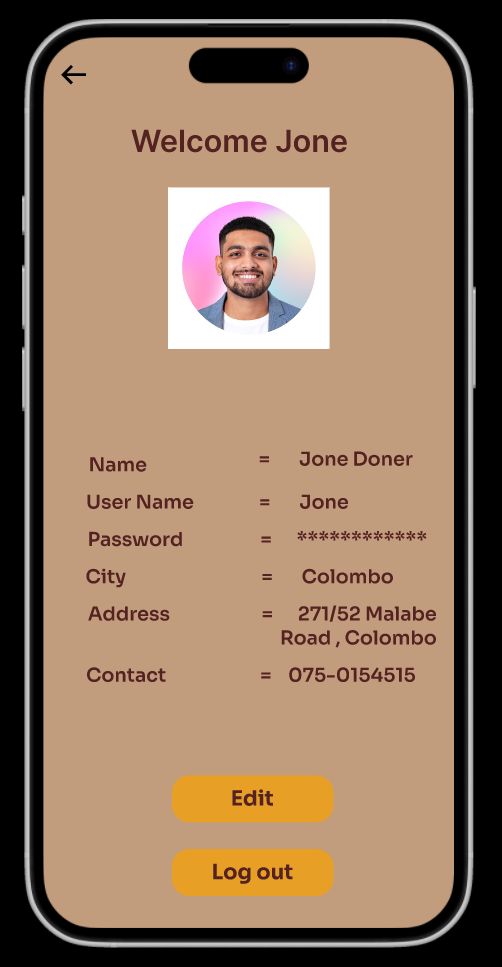 Welcome Jone
Name = Jone Doner
User Name = Jone
Password = ************
City = Colombo
Address = 271/52 Malabe
Road , Colombo
Contact = 075-0154515
Edit
Log out